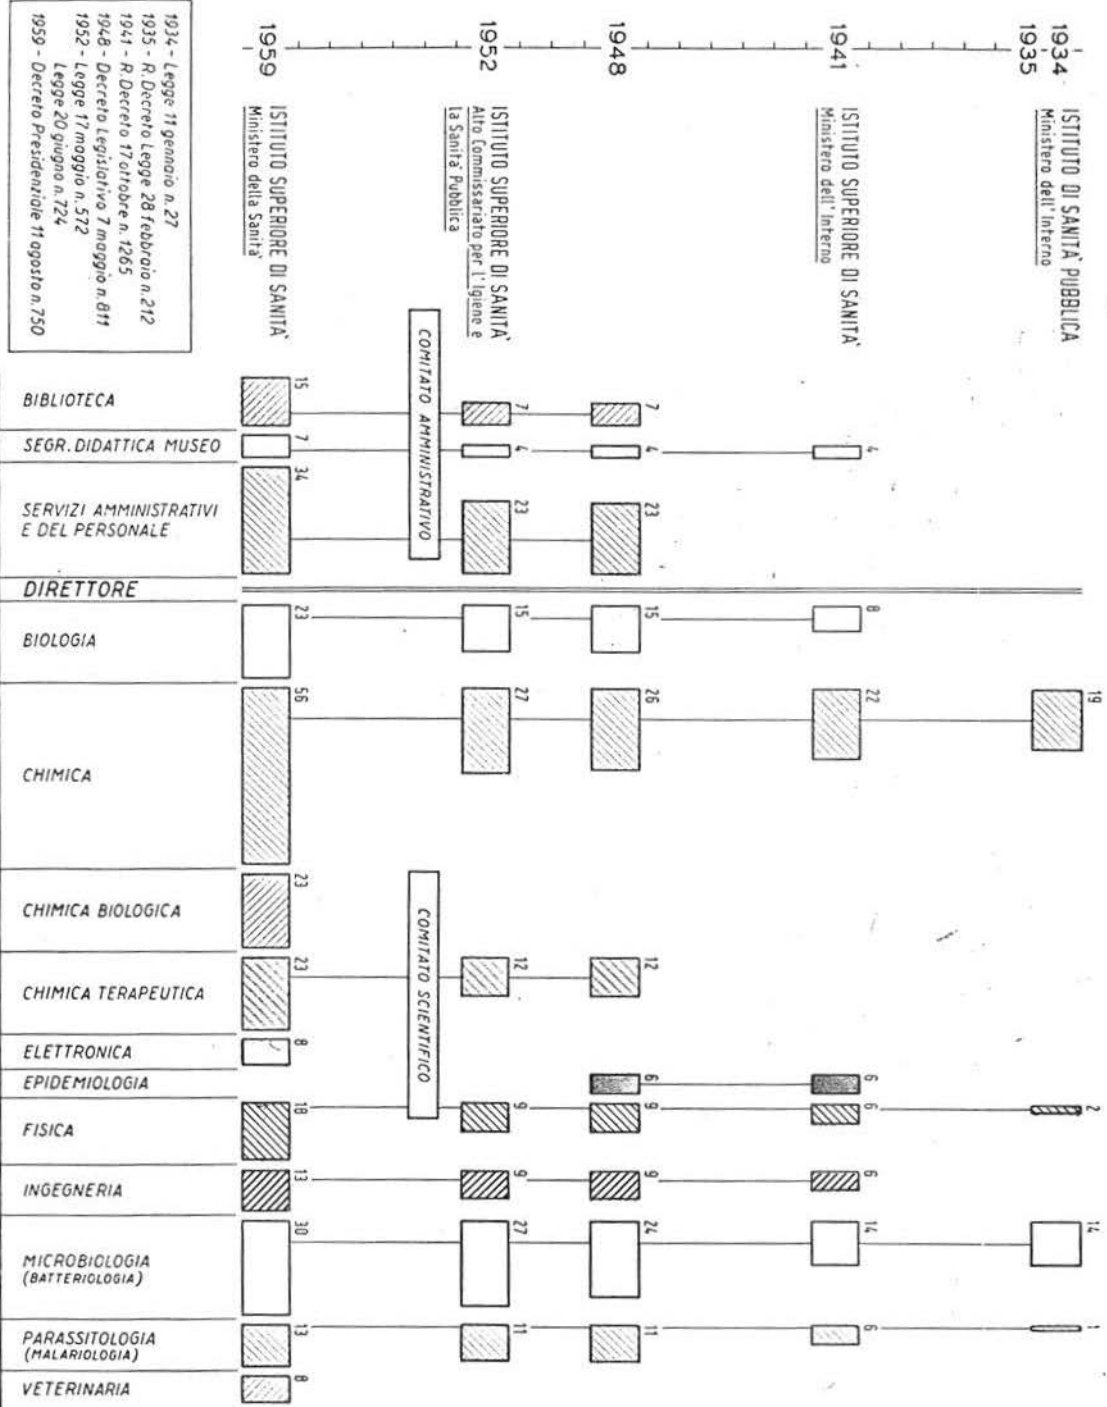 1934
1935
ISTITUTO DI SANITA' PUBBLICA
Ministero dell'Interno
1941
ISTITUTO SUPERIORE DI SANITA'
Ministero dell'Interno
1948
1952
ISTITUTO SUPERIORE DI SANITA'
Alto Commissariato per l'Igiene e
la Sanita' Pubblica
1959
ISTITUTO SUPERIORE DI SANITA'
Ministero della Sanita'
1934 - Legge 11 gennaio n.27
1935 - R.Decreto Legge 28 febbraio n.212
1941 - R.Decreto 17 ottobre n.1265
1948 - Decreto Legislativo 7 maggio n.811
1952 - Legge 17 maggio n.572
Legge 20 giugno n.724
1959 - Decreto Presidenziale 11 agosto n.750
COMITATO AMMINISTRATIVO
COMITATO SCIENTIFICO
BIBLIOTECA
15 7 7
SEGR. DIDATTICA MUSEO
7 4 4 4
SERVIZI AMMINISTRATIVI
E DEL PERSONALE
34 23 23
DIRETTORE
BIOLOGIA
23 15 15 8
CHIMICA
56 27 26 22 19
CHIMICA BIOLOGICA
23
CHIMICA TERAPEUTICA
23 12 12
ELETTRONICA
8
EPIDEMIOLOGIA
6 6
FISICA
18 9 9 6 2
INGEGNERIA
13 9 9 6
MICROBIOLOGIA
(BATTERIOLOGIA)
30 27 24 14 14
PARASSITOLOGIA
(MALARIOLOGIA)
13 11 11 6 1
VETERINARIA
8